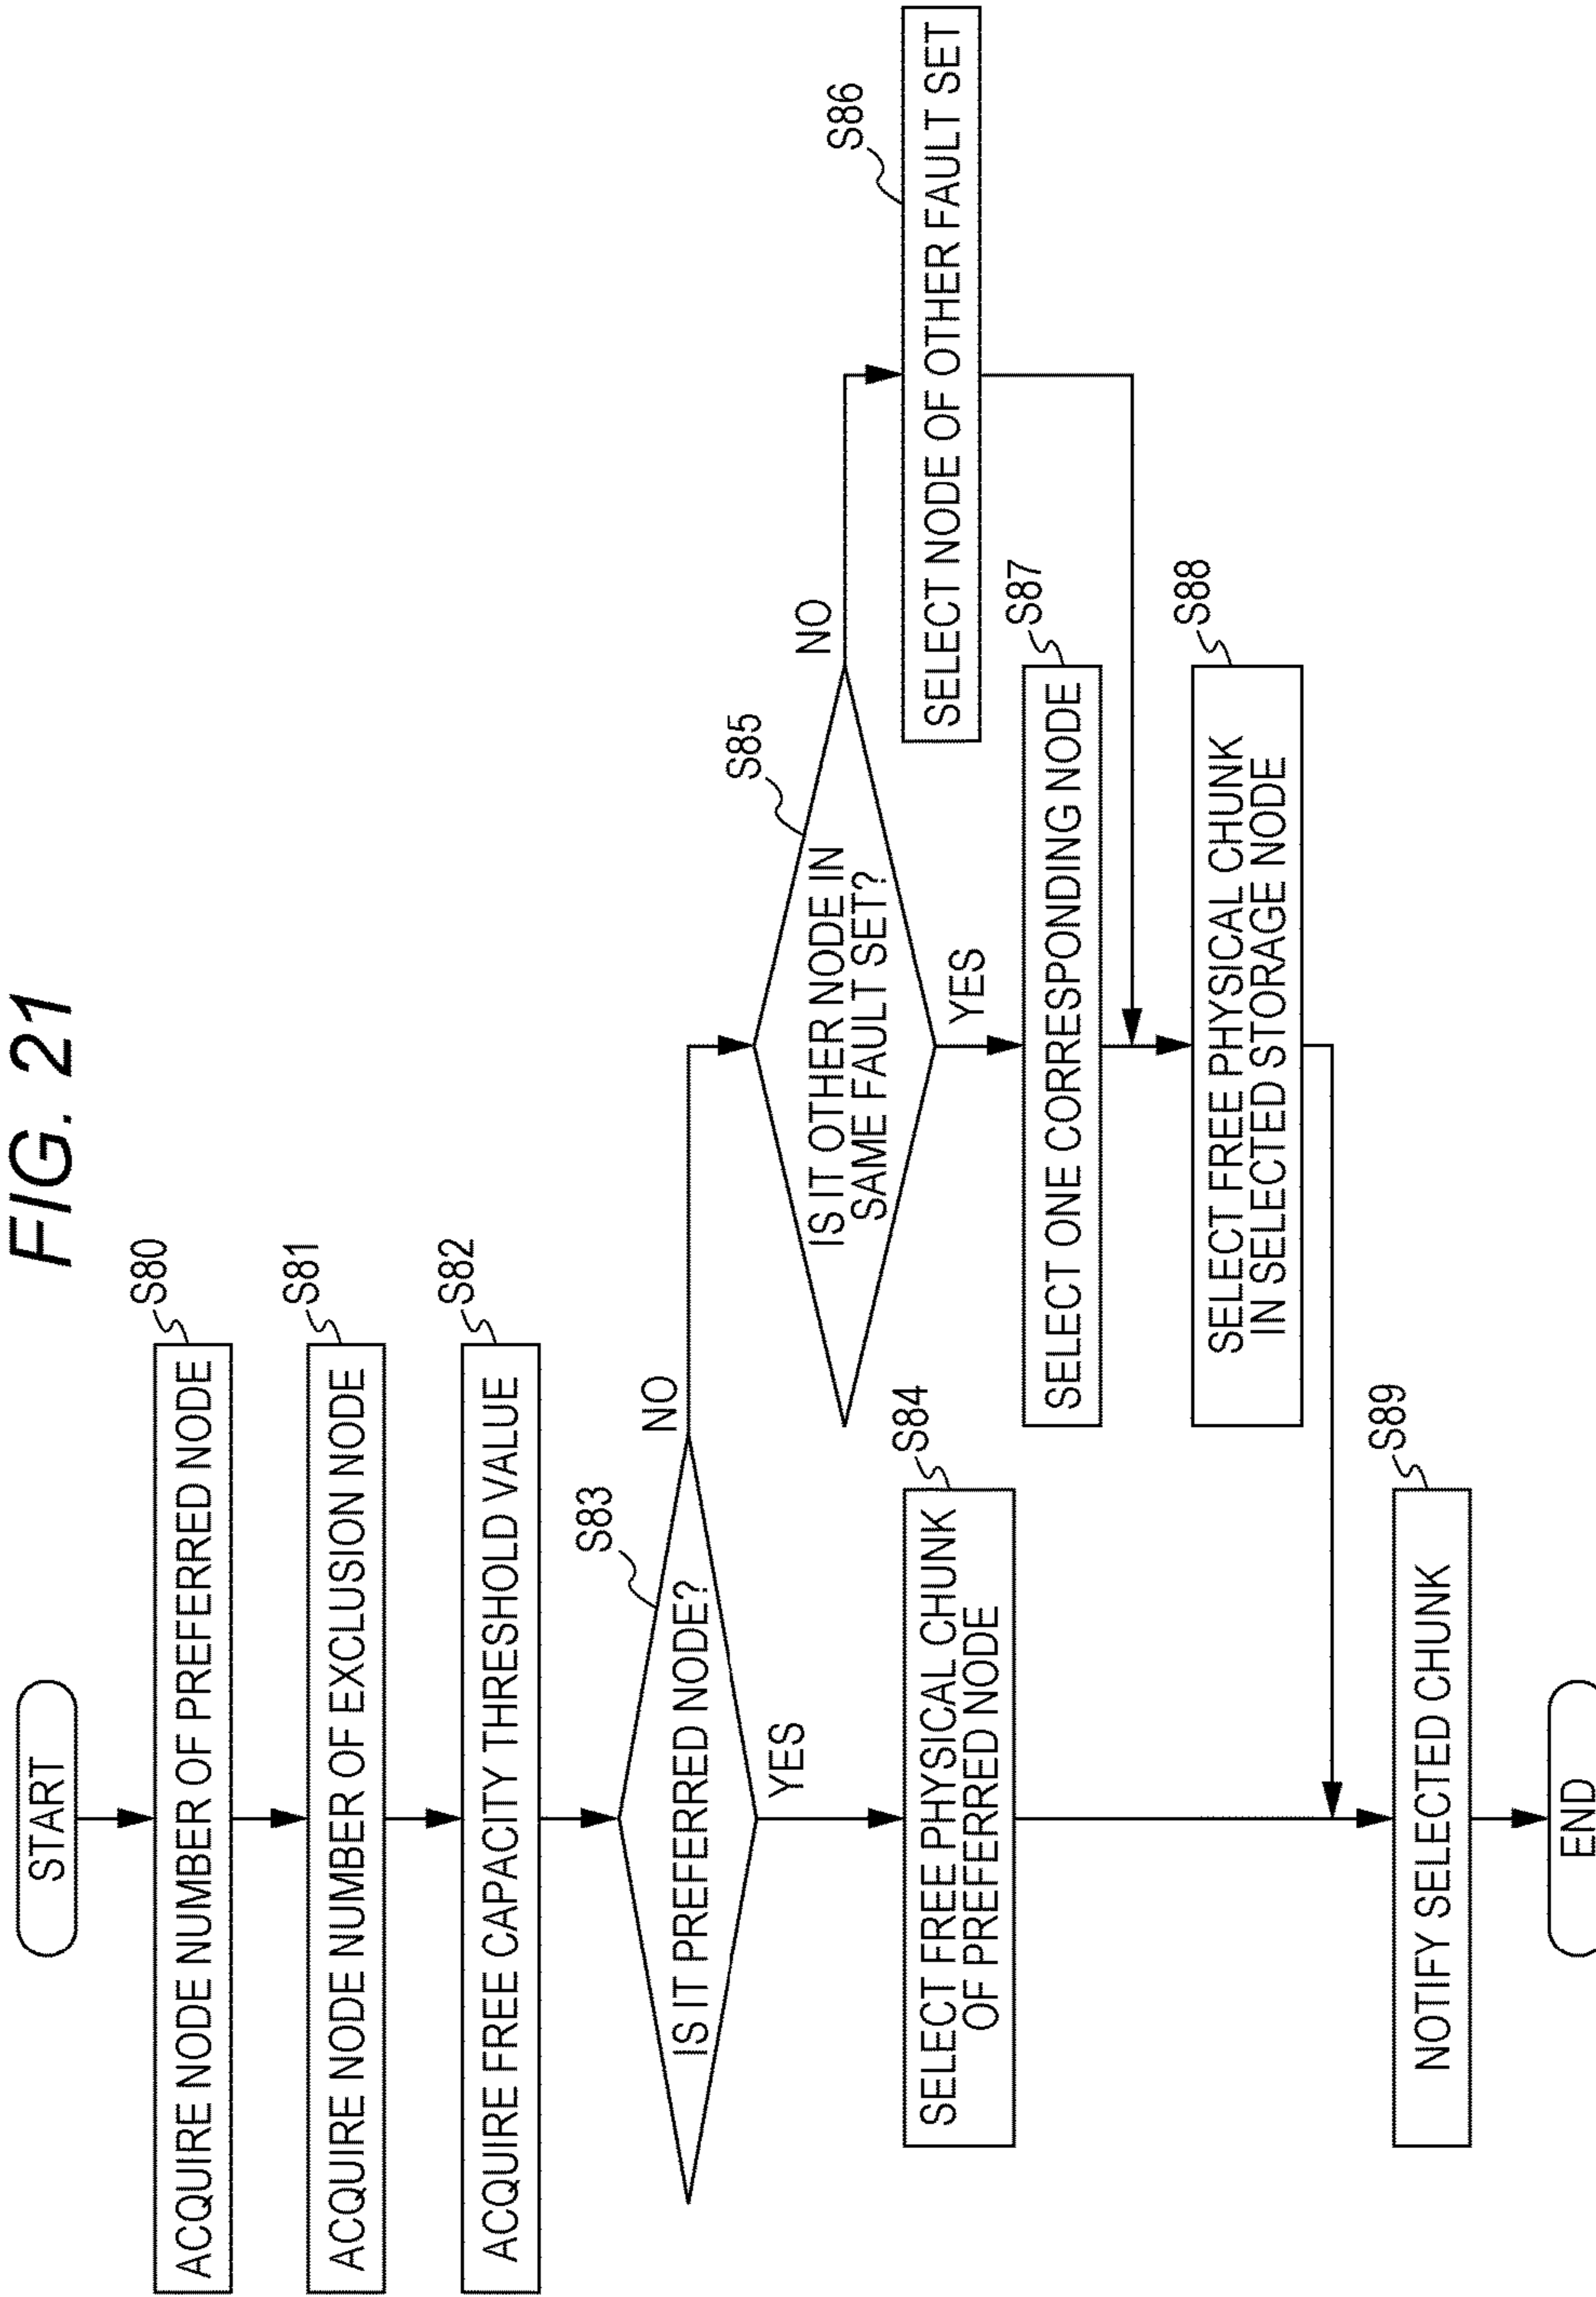 FIG. 21
START
S80
ACQUIRE NODE NUMBER OF PREFERRED NODE
S81
ACQUIRE NODE NUMBER OF EXCLUSION NODE
S82
ACQUIRE FREE CAPACITY THRESHOLD VALUE
S83
IS IT PREFERRED NODE?
NO
YES
S84
SELECT FREE PHYSICAL CHUNK
OF PREFERRED NODE
S85
IS IT OTHER NODE IN
SAME FAULT SET?
NO
YES
S86
SELECT NODE OF OTHER FAULT SET
S87
SELECT ONE CORRESPONDING NODE
S88
SELECT FREE PHYSICAL CHUNK
IN SELECTED STORAGE NODE
S89
NOTIFY SELECTED CHUNK
END